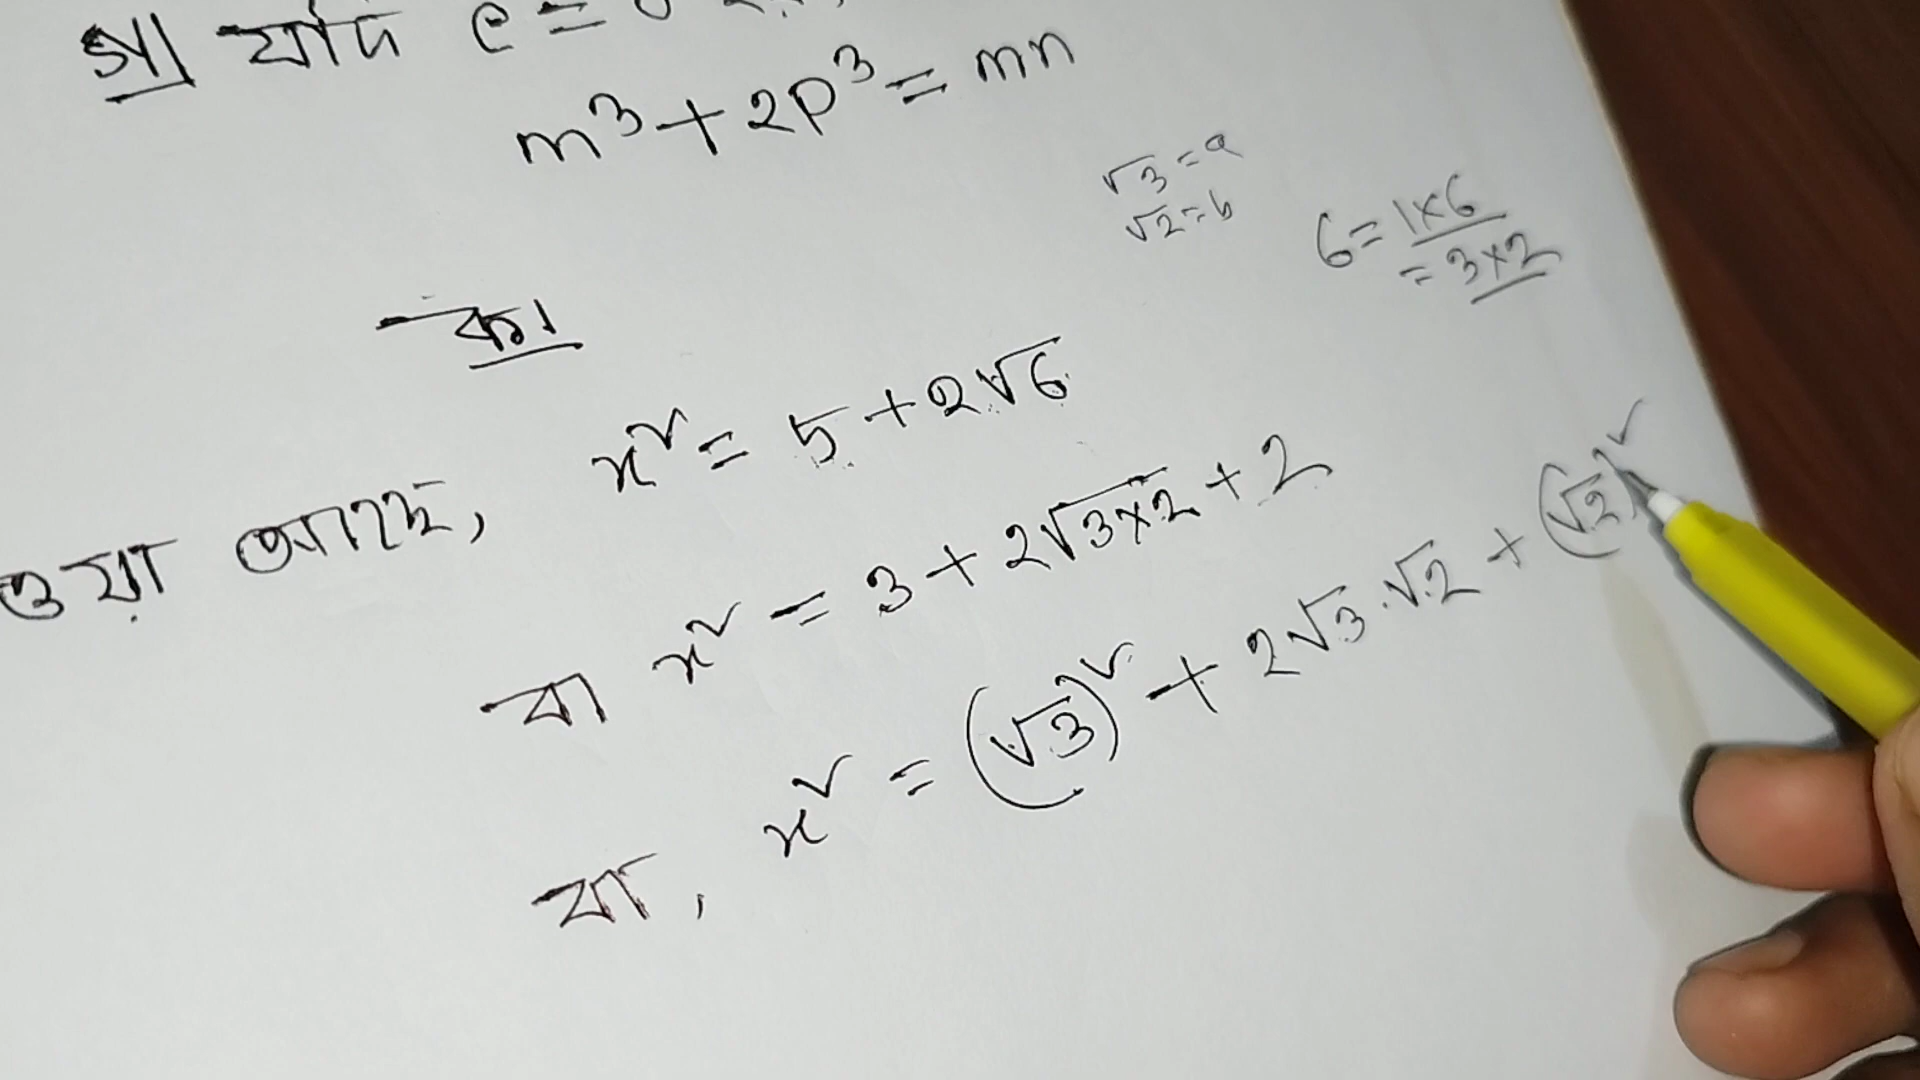 গ। যদি c =
m³ + 2p³ = mn
√3 = a
√2 = b
6 = 1×6
= 3×2
ক।
ওয়া আছে, x² = 5 + 2√6
বা x² = 3 + 2√3×2 + 2
বা, x² = (√3)² + 2√3.√2 + (√2)²